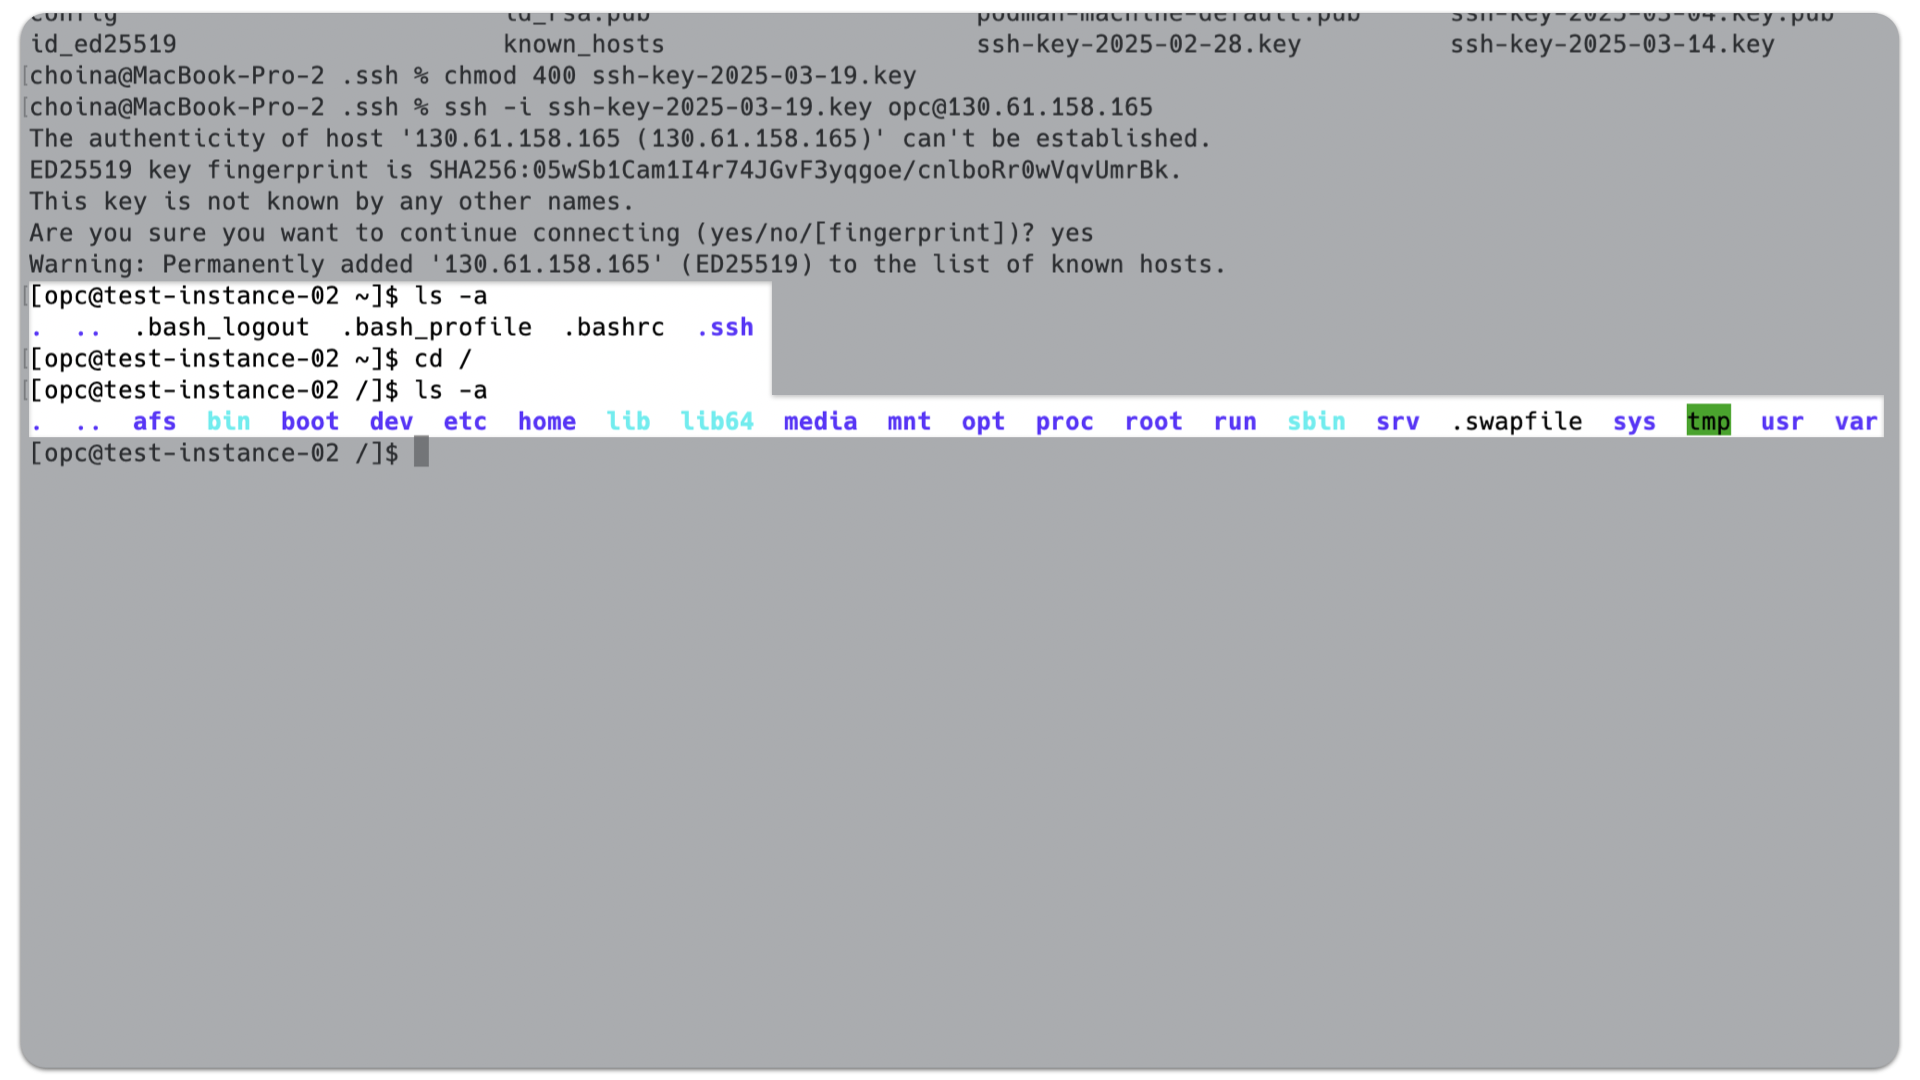 config id_rsa.pub podman-machine-default.pub ssh-key-2025-03-04.key.pub
id_ed25519 known_hosts ssh-key-2025-02-28.key ssh-key-2025-03-14.key
[choina@MacBook-Pro-2 .ssh % chmod 400 ssh-key-2025-03-19.key
[choina@MacBook-Pro-2 .ssh % ssh -i ssh-key-2025-03-19.key opc@130.61.158.165
The authenticity of host '130.61.158.165 (130.61.158.165)' can't be established.
ED25519 key fingerprint is SHA256:05wSb1Cam1I4r74JGvF3yqgoe/cnlboRr0wVqvUmrBk.
This key is not known by any other names.
Are you sure you want to continue connecting (yes/no/[fingerprint])? yes
Warning: Permanently added '130.61.158.165' (ED25519) to the list of known hosts.
[[opc@test-instance-02 ~]$ ls -a
. .. .bash_logout .bash_profile .bashrc .ssh
[[opc@test-instance-02 ~]$ cd /
[[opc@test-instance-02 /]$ ls -a
. .. afs bin boot dev etc home lib lib64 media mnt opt proc root run sbin srv .swapfile sys tmp usr var
[opc@test-instance-02 /]$